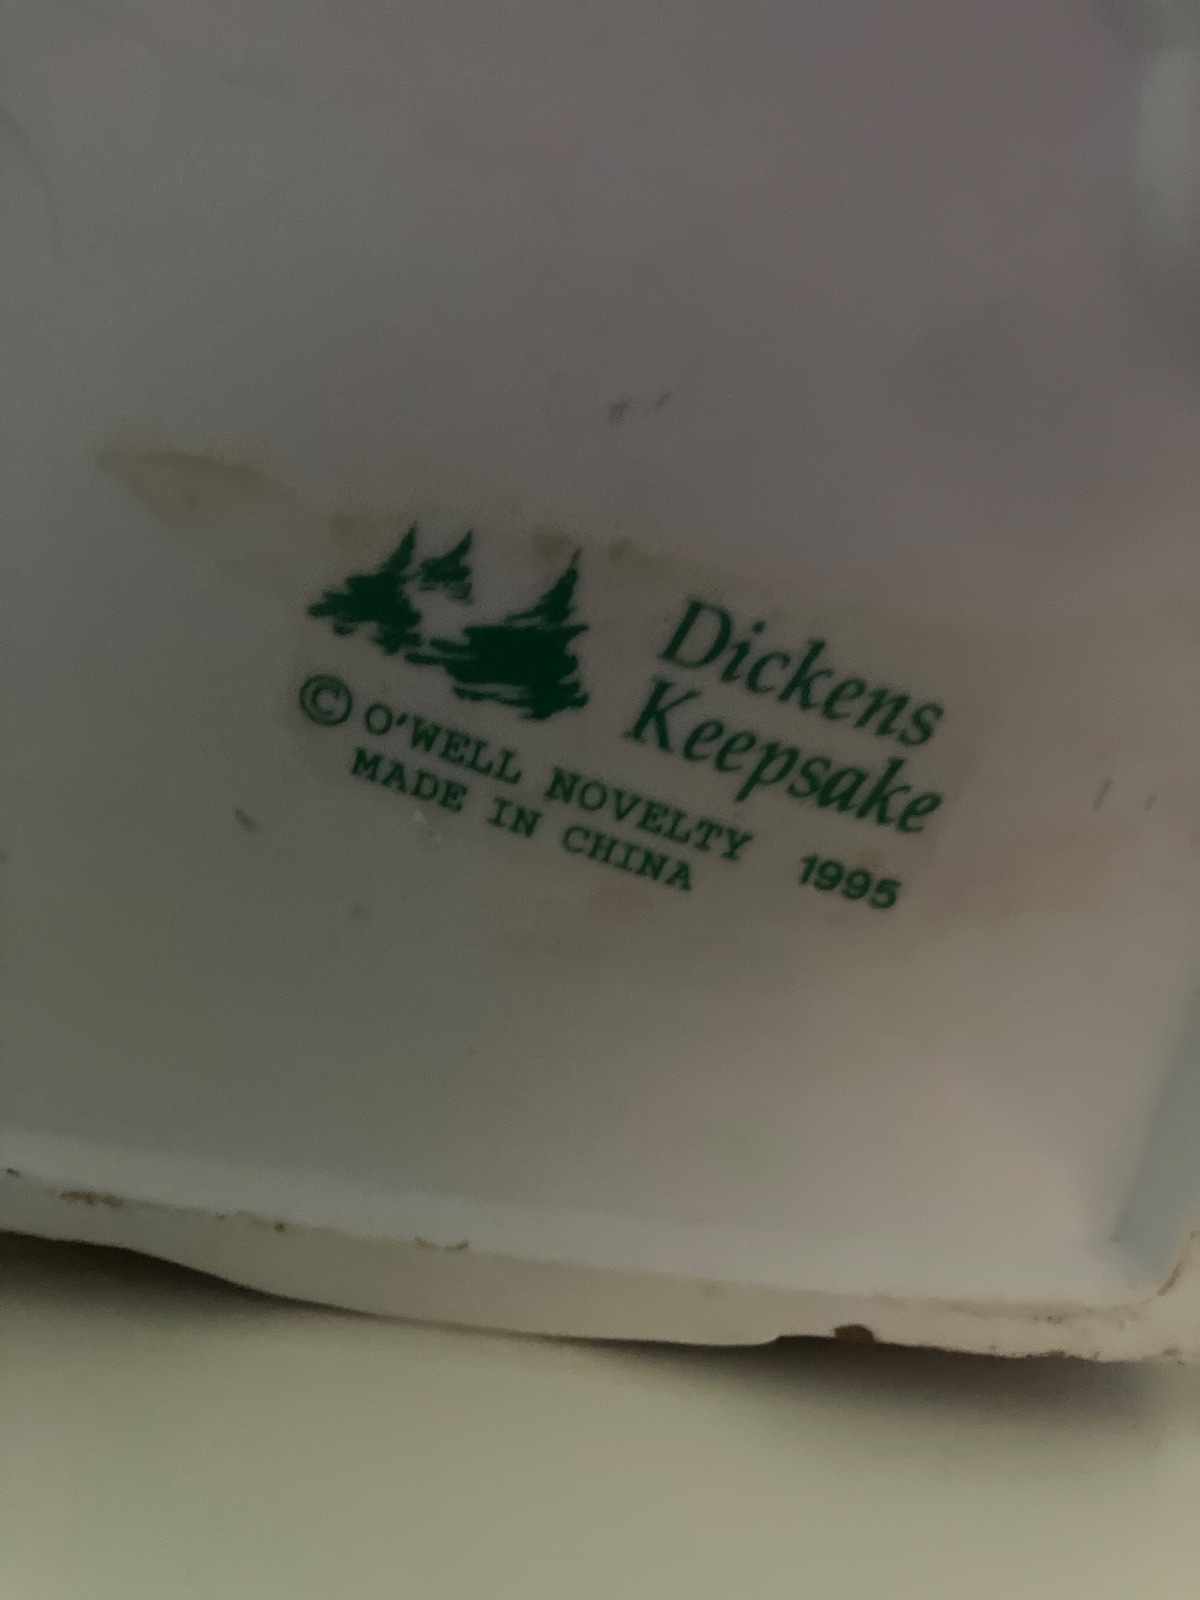 Dickens
Keepsake
© O'WELL NOVELTY 1995
MADE IN CHINA